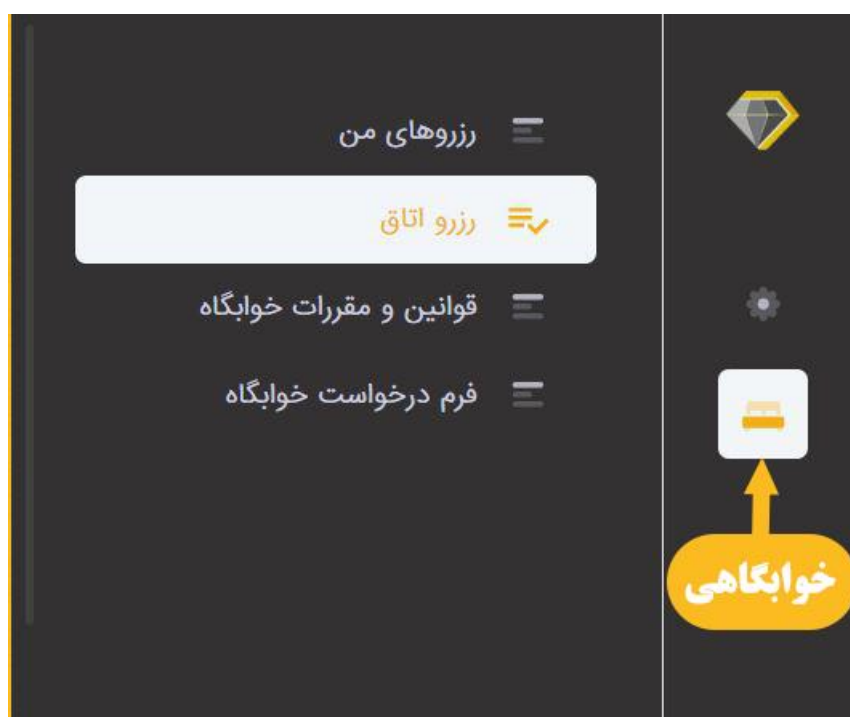 رزروهای من
رزرو اتاق
قوانین و مقررات خوابگاه
فرم درخواست خوابگاه
خوابگاهی